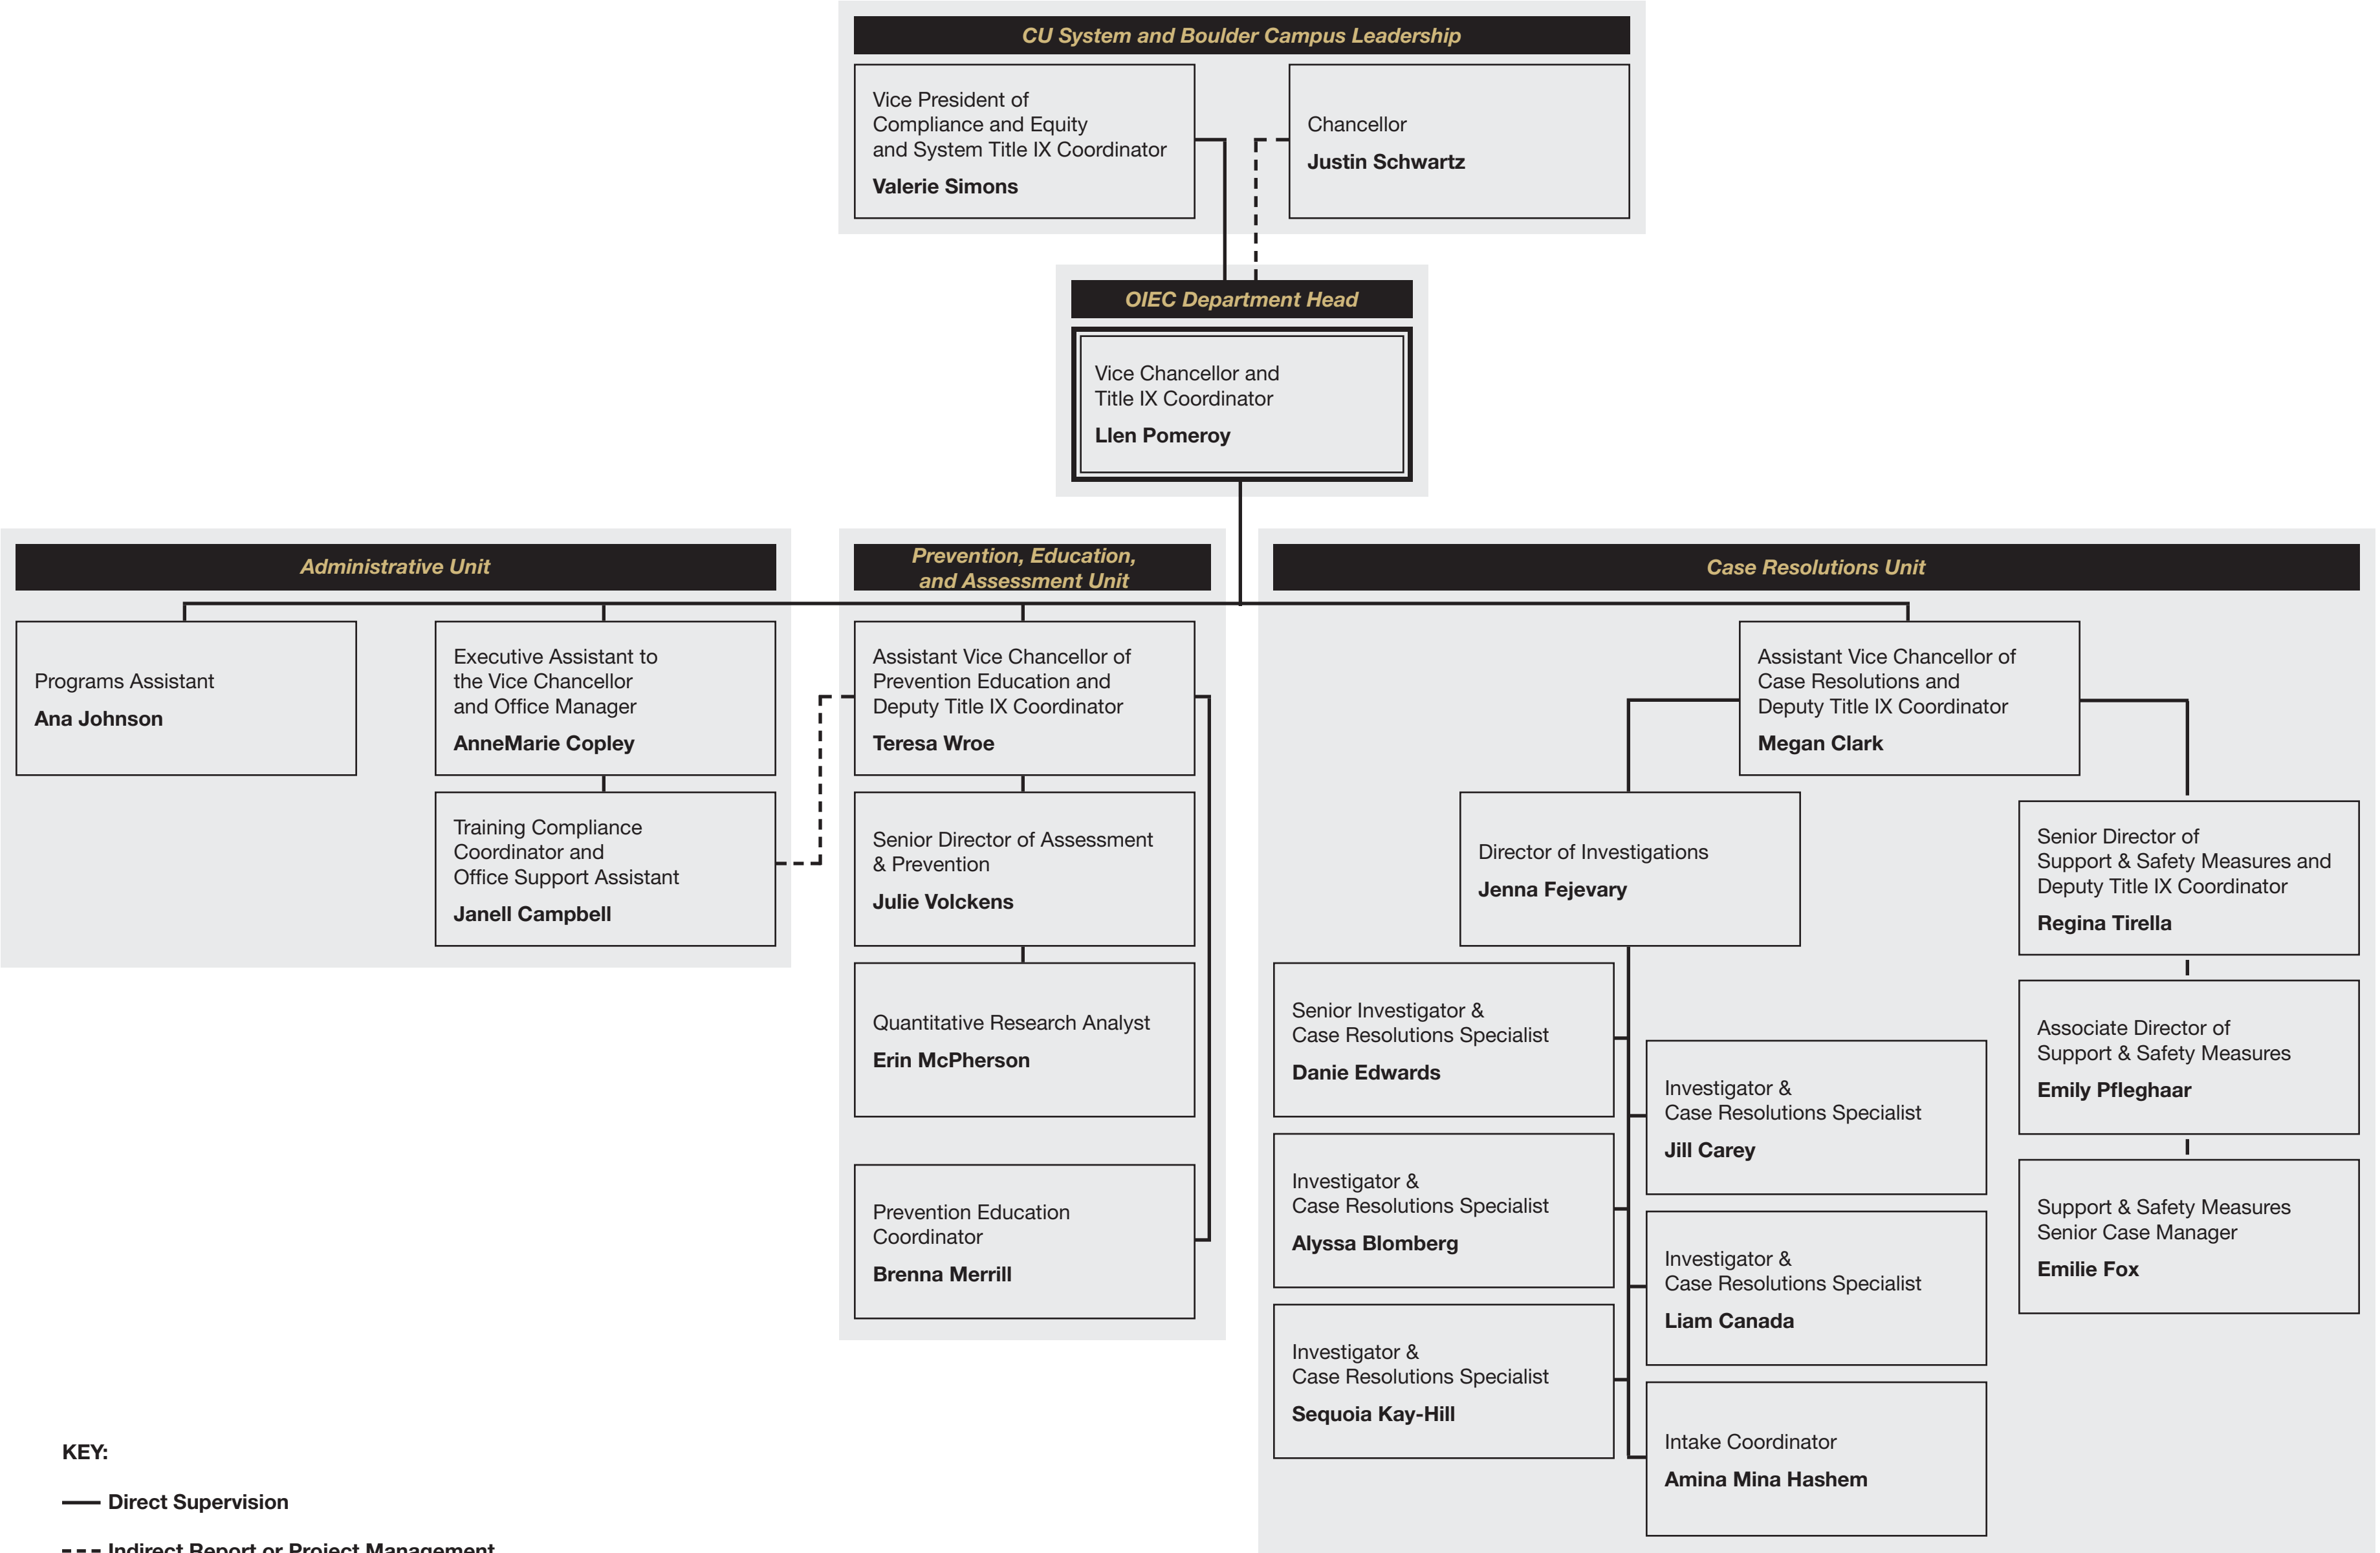 CU System and Boulder Campus Leadership
Vice President of
Compliance and Equity
and System Title IX Coordinator
Valerie Simons
Chancellor
Justin Schwartz
OIEC Department Head
Vice Chancellor and
Title IX Coordinator
Llen Pomeroy
Administrative Unit
Programs Assistant
Ana Johnson
Executive Assistant to
the Vice Chancellor
and Office Manager
AnneMarie Copley
Training Compliance
Coordinator and
Office Support Assistant
Janell Campbell
Prevention, Education,
and Assessment Unit
Assistant Vice Chancellor of
Prevention Education and
Deputy Title IX Coordinator
Teresa Wroe
Senior Director of Assessment
& Prevention
Julie Volckens
Quantitative Research Analyst
Erin McPherson
Prevention Education
Coordinator
Brenna Merrill
Case Resolutions Unit
Assistant Vice Chancellor of
Case Resolutions and
Deputy Title IX Coordinator
Megan Clark
Director of Investigations
Jenna Fejevary
Senior Investigator &
Case Resolutions Specialist
Danie Edwards
Investigator &
Case Resolutions Specialist
Alyssa Blomberg
Investigator &
Case Resolutions Specialist
Sequoia Kay-Hill
Investigator &
Case Resolutions Specialist
Jill Carey
Investigator &
Case Resolutions Specialist
Liam Canada
Intake Coordinator
Amina Mina Hashem
Senior Director of
Support & Safety Measures and
Deputy Title IX Coordinator
Regina Tirella
Associate Director of
Support & Safety Measures
Emily Pfleghaar
Support & Safety Measures
Senior Case Manager
Emilie Fox
KEY:
Direct Supervision
Indirect Report or Project Management